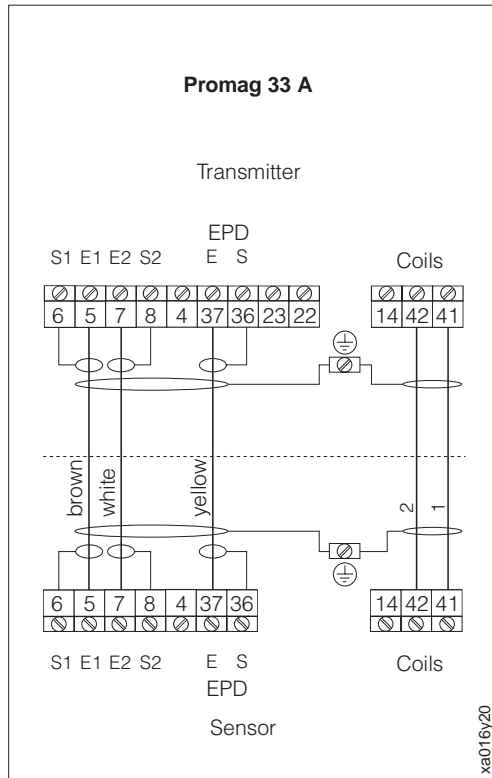 Promag 33 A
Transmitter
EPD
S1 E1 E2 S2 E S Coils
6 5 7 8 4 37 36 23 22 14 42 41
brown
white
yellow
2
1
6 5 7 8 4 37 36 14 42 41
S1 E1 E2 S2 E S Coils
EPD
Sensor
xa016y20